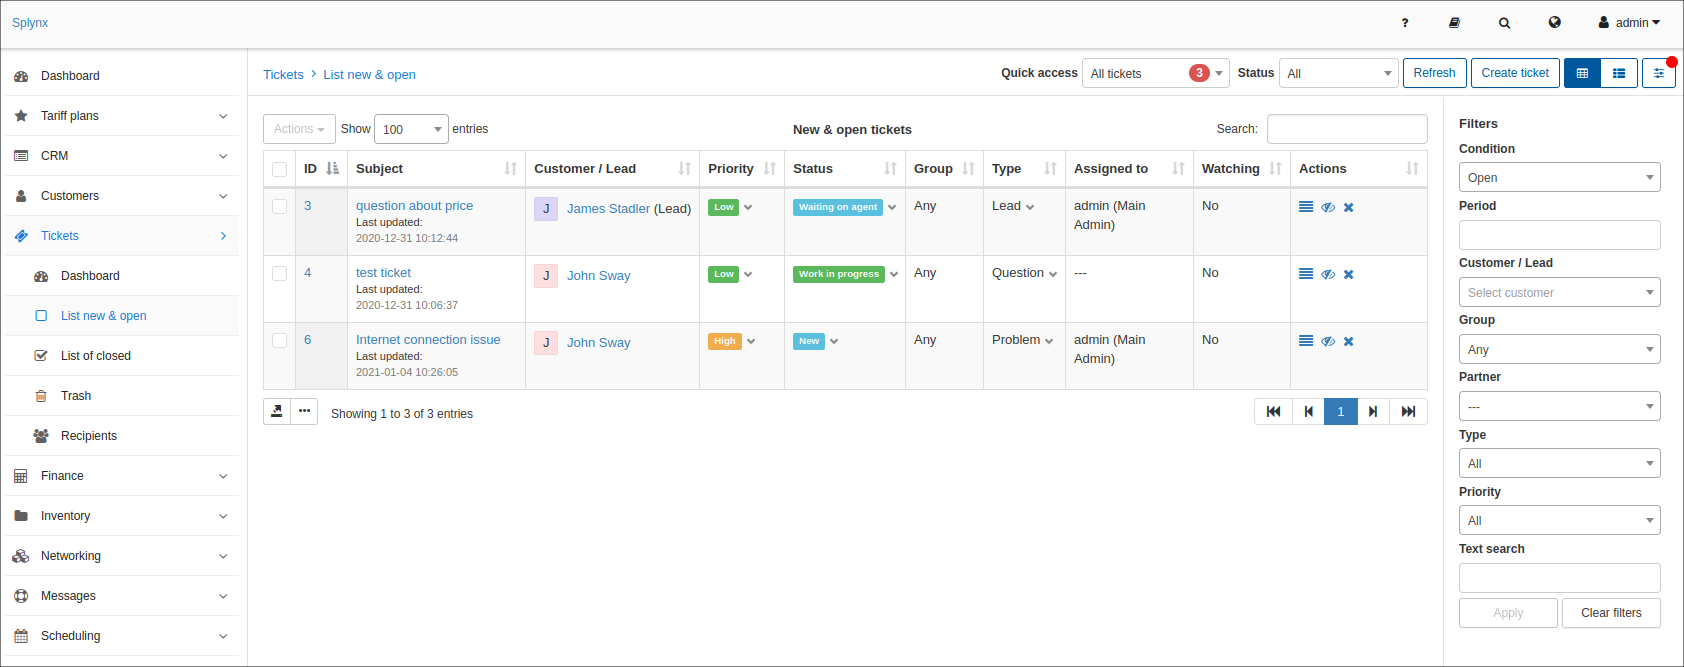 Splynx
? admin
Dashboard
Tariff plans
CRM
Customers
Tickets
Dashboard
List new & open
List of closed
Trash
Recipients
Finance
Inventory
Networking
Messages
Scheduling
Tickets > List new & open
Quick access All tickets 3 Status All Refresh Create ticket
Actions Show 100 entries New & open tickets Search:
ID Subject Customer / Lead Priority Status Group Type Assigned to Watching Actions
3 question about price J James Stadler (Lead) Low Waiting on agent Any Lead admin (Main Admin) No
Last updated:
2020-12-31 10:12:44
4 test ticket J John Sway Low Work in progress Any Question --- No
Last updated:
2020-12-31 10:06:37
6 Internet connection issue J John Sway High New Any Problem admin (Main Admin) No
Last updated:
2021-01-04 10:26:05
Showing 1 to 3 of 3 entries 1
Filters
Condition
Open
Period
Customer / Lead
Select customer
Group
Any
Partner
---
Type
All
Priority
All
Text search
Apply Clear filters